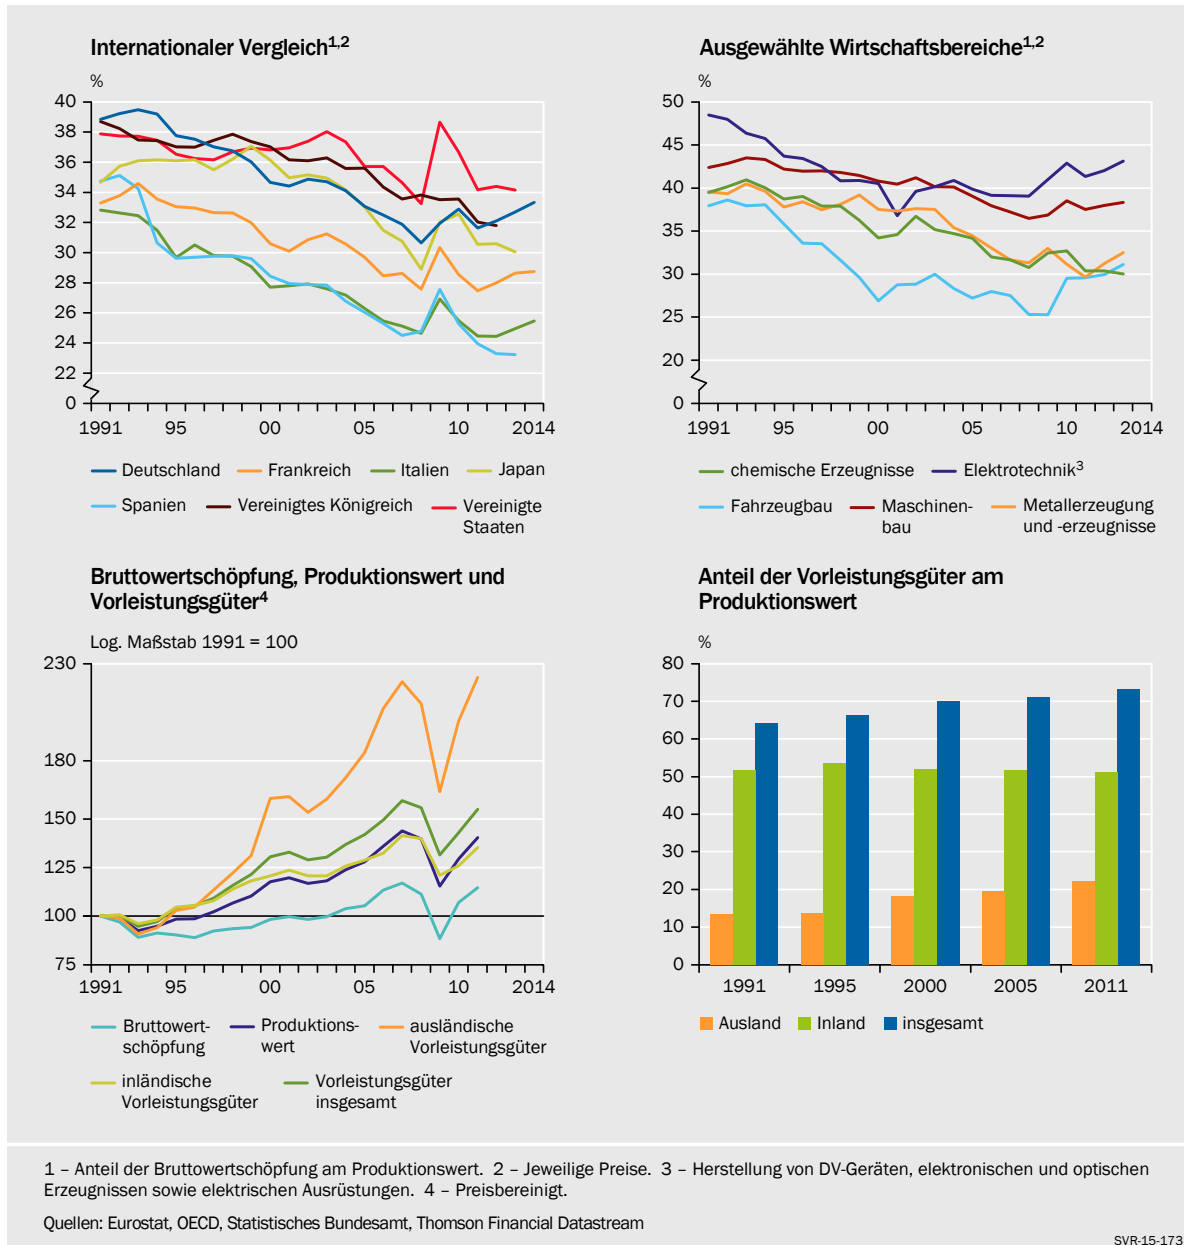 Internationaler Vergleich1,2
%
40
38
36
34
32
30
28
26
24
22
0
1991 95 00 05 10 2014
Deutschland Frankreich Italien Japan
Spanien Vereinigtes Königreich Vereinigte
Staaten
Ausgewählte Wirtschaftsbereiche1,2
%
50
45
40
35
30
25
20
0
1991 95 00 05 10 2014
chemische Erzeugnisse Elektrotechnik3
Fahrzeugbau Maschinen-
bau
Metallerzeugung
und -erzeugnisse
Bruttowertschöpfung, Produktionswert und
Vorleistungsgüter4
Log. Maßstab 1991 = 100
230
180
150
125
100
75
1991 95 00 05 10 2014
Bruttowert-
schöpfung
Produktions-
wert
ausländische
Vorleistungsgüter
inländische
Vorleistungsgüter
Vorleistungsgüter
insgesamt
Anteil der Vorleistungsgüter am
Produktionswert
%
80
70
60
50
40
30
20
10
0
1991 1995 2000 2005 2011
Ausland Inland insgesamt
1 – Anteil der Bruttowertschöpfung am Produktionswert. 2 – Jeweilige Preise. 3 – Herstellung von DV-Geräten, elektronischen und optischen
Erzeugnissen sowie elektrischen Ausrüstungen. 4 – Preisbereinigt.
Quellen: Eurostat, OECD, Statistisches Bundesamt, Thomson Financial Datastream
SVR-15-173